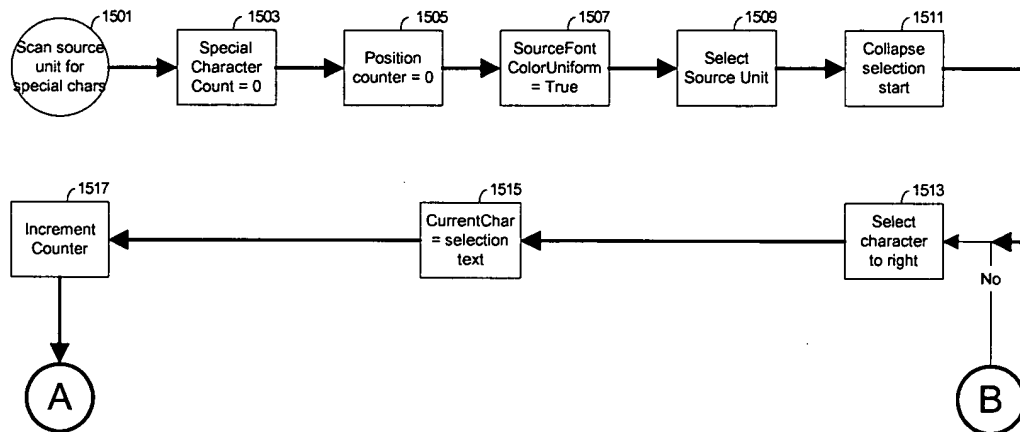 1501
Scan source
unit for
special chars
1503
Special
Character
Count = 0
1505
Position
counter = 0
1507
SourceFont
ColorUniform
= True
1509
Select
Source Unit
1511
Collapse
selection
start
1517
Increment
Counter
1515
CurrentChar
= selection
text
1513
Select
character
to right
No
A
B